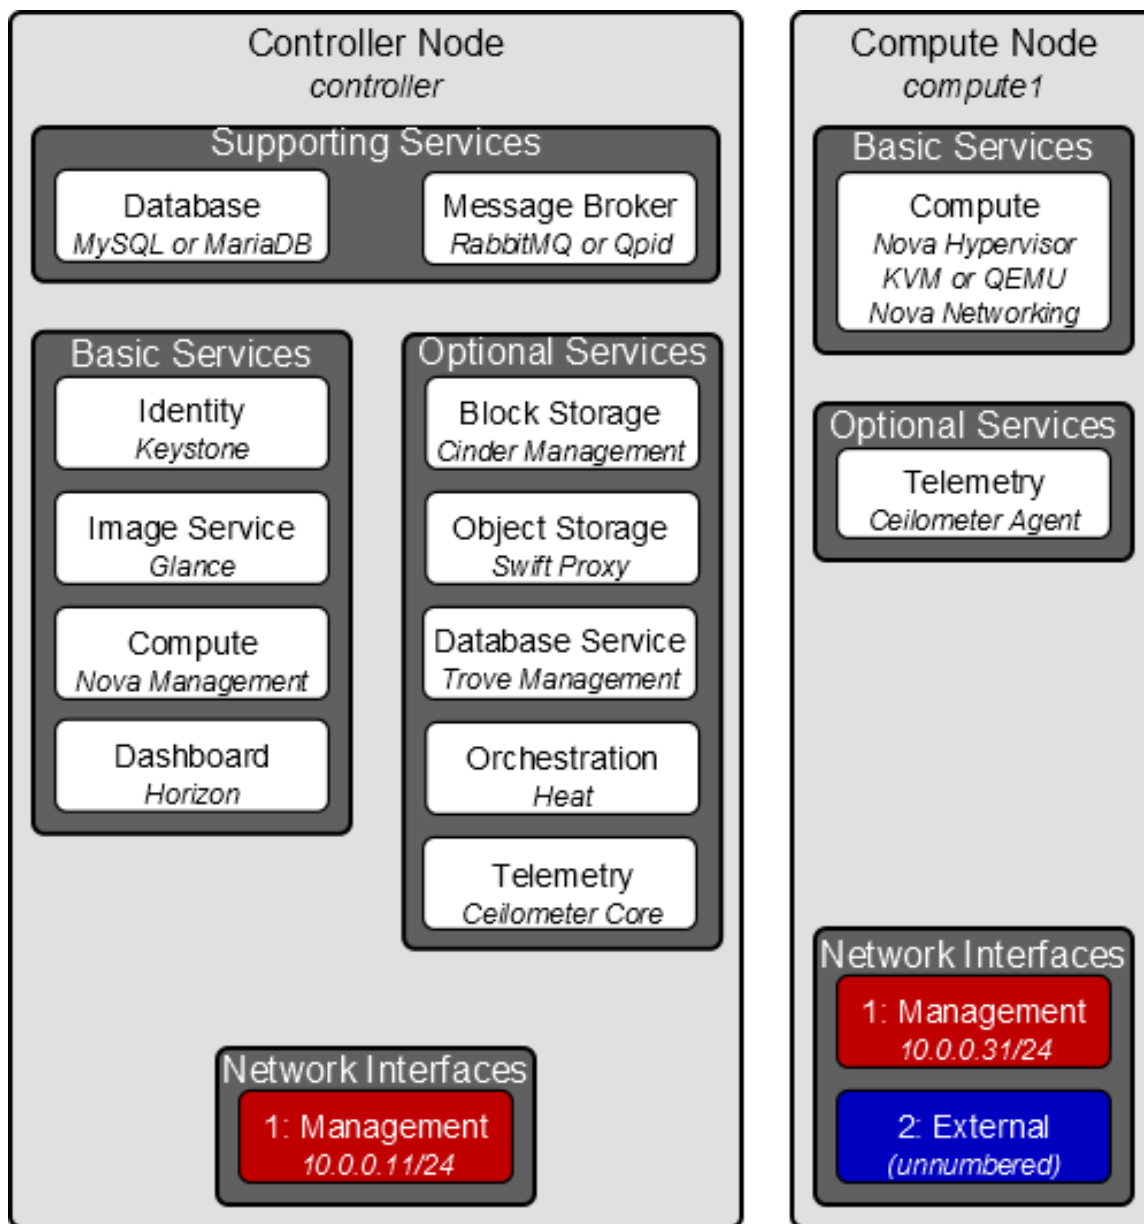 Controller Node
controller
Supporting Services
Database
MySQL or MariaDB
Message Broker
RabbitMQ or Qpid
Basic Services
Identity
Keystone
Image Service
Glance
Compute
Nova Management
Dashboard
Horizon
Optional Services
Block Storage
Cinder Management
Object Storage
Swift Proxy
Database Service
Trove Management
Orchestration
Heat
Telemetry
Ceilometer Core
Network Interfaces
1: Management
10.0.0.11/24
Compute Node
compute1
Basic Services
Compute
Nova Hypervisor
KVM or QEMU
Nova Networking
Optional Services
Telemetry
Ceilometer Agent
Network Interfaces
1: Management
10.0.0.31/24
2: External
(unnumbered)